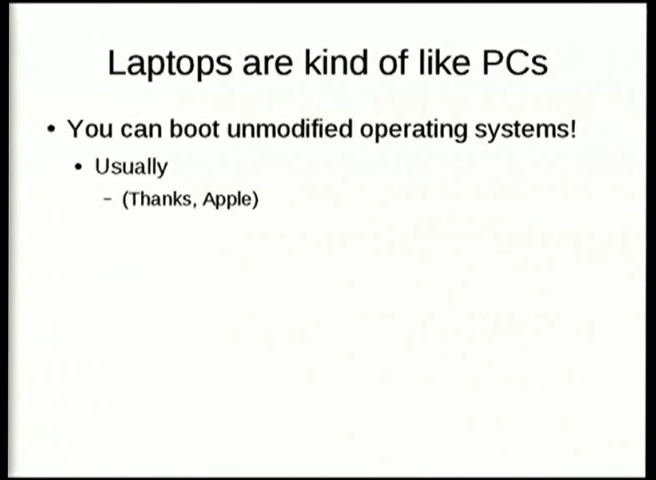 Laptops are kind of like PCs
• You can boot unmodified operating systems!
• Usually
– (Thanks, Apple)